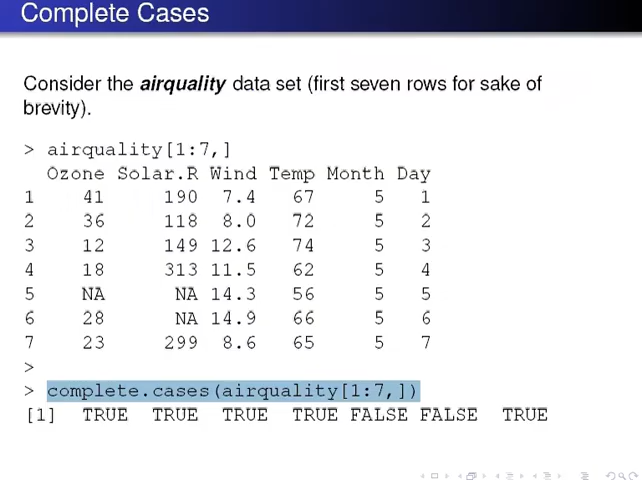 Complete Cases
Consider the airquality data set (first seven rows for sake of
brevity).
> airquality[1:7,]
Ozone Solar.R Wind Temp Month Day
1 41 190 7.4 67 5 1
2 36 118 8.0 72 5 2
3 12 149 12.6 74 5 3
4 18 313 11.5 62 5 4
5 NA NA 14.3 56 5 5
6 28 NA 14.9 66 5 6
7 23 299 8.6 65 5 7
>
> complete.cases(airquality[1:7,])
[1] TRUE TRUE TRUE TRUE FALSE FALSE TRUE